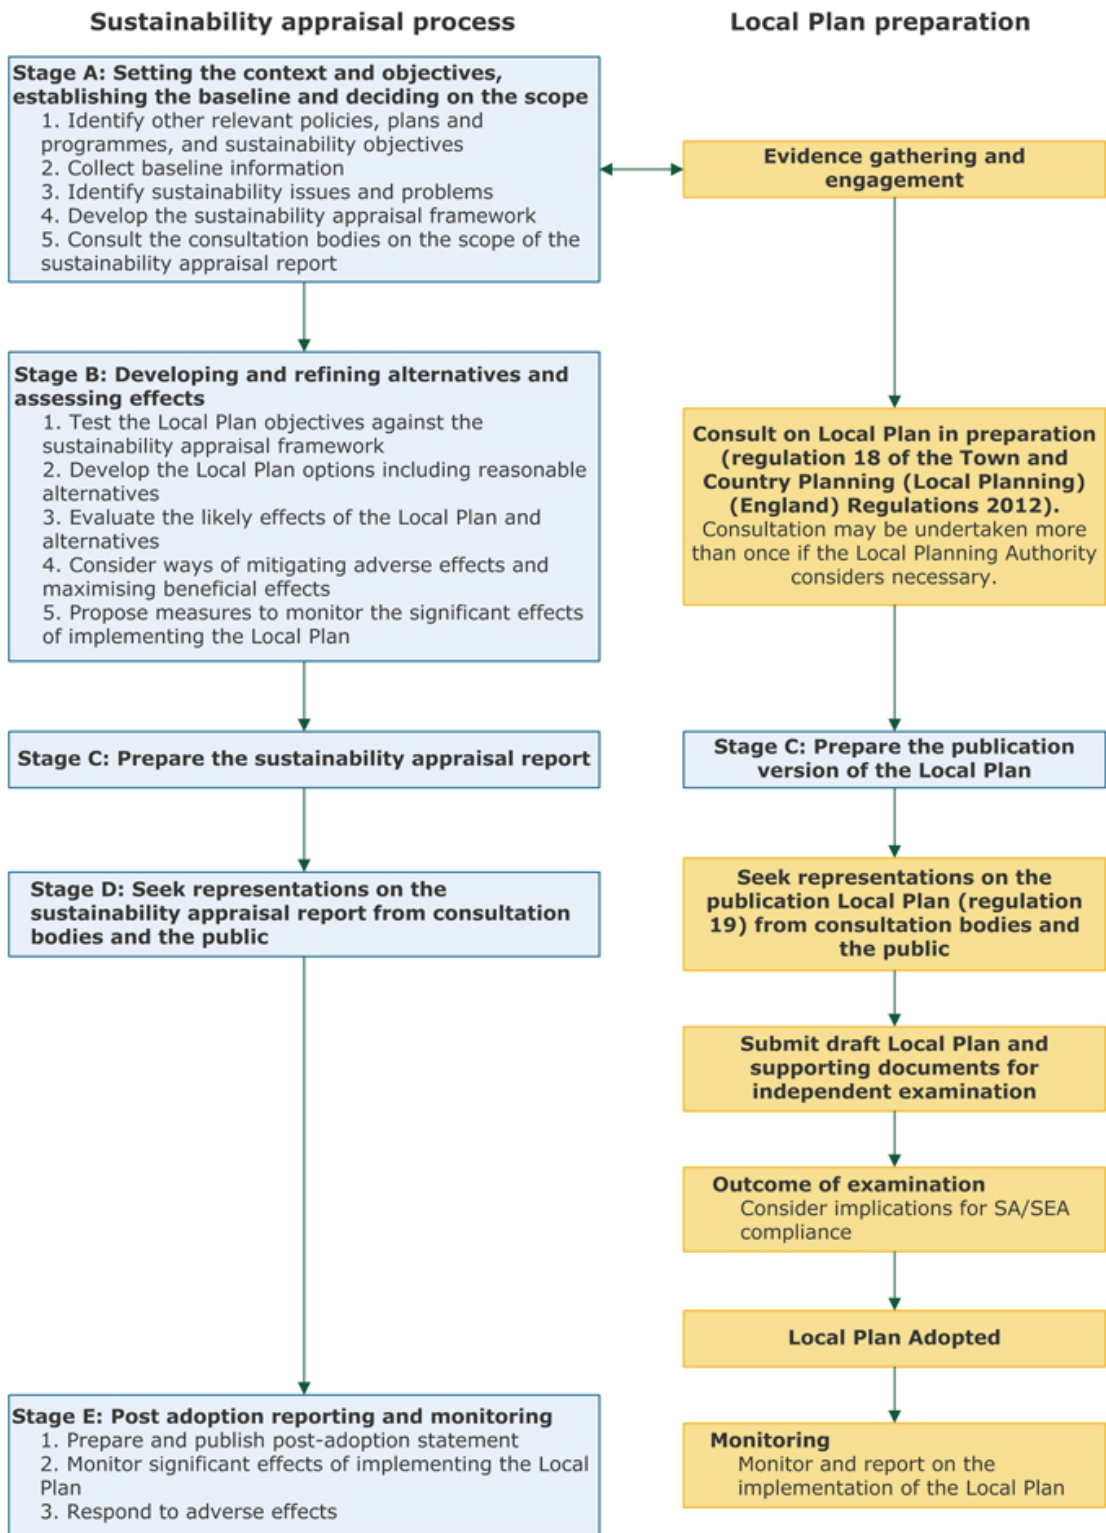 Sustainability appraisal process
Local Plan preparation
Stage A: Setting the context and objectives,
establishing the baseline and deciding on the scope
1. Identify other relevant policies, plans and
programmes, and sustainability objectives
2. Collect baseline information
3. Identify sustainability issues and problems
4. Develop the sustainability appraisal framework
5. Consult the consultation bodies on the scope of the
sustainability appraisal report
Evidence gathering and
engagement
Stage B: Developing and refining alternatives and
assessing effects
1. Test the Local Plan objectives against the
sustainability appraisal framework
2. Develop the Local Plan options including reasonable
alternatives
3. Evaluate the likely effects of the Local Plan and
alternatives
4. Consider ways of mitigating adverse effects and
maximising beneficial effects
5. Propose measures to monitor the significant effects
of implementing the Local Plan
Consult on Local Plan in preparation
(regulation 18 of the Town and
Country Planning (Local Planning)
(England) Regulations 2012).
Consultation may be undertaken more
than once if the Local Planning Authority
considers necessary.
Stage C: Prepare the sustainability appraisal report
Stage C: Prepare the publication
version of the Local Plan
Stage D: Seek representations on the
sustainability appraisal report from consultation
bodies and the public
Seek representations on the
publication Local Plan (regulation
19) from consultation bodies and
the public
Submit draft Local Plan and
supporting documents for
independent examination
Outcome of examination
Consider implications for SA/SEA
compliance
Local Plan Adopted
Stage E: Post adoption reporting and monitoring
1. Prepare and publish post-adoption statement
2. Monitor significant effects of implementing the Local
Plan
3. Respond to adverse effects
Monitoring
Monitor and report on the
implementation of the Local Plan